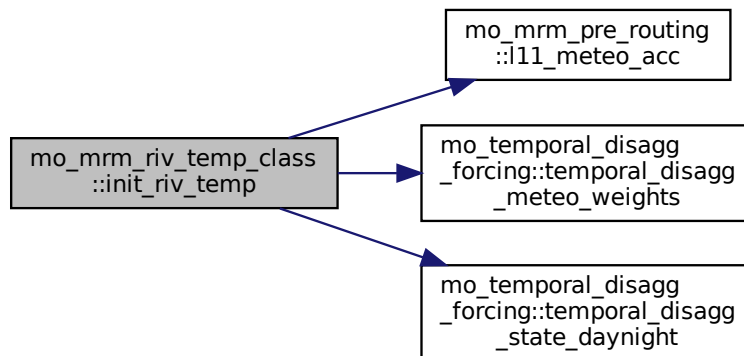 mo_mrm_pre_routing
::l11_meteo_acc
mo_mrm_riv_temp_class
::init_riv_temp
mo_temporal_disagg
_forcing::temporal_disagg
_meteo_weights
mo_temporal_disagg
_forcing::temporal_disagg
_state_daynight